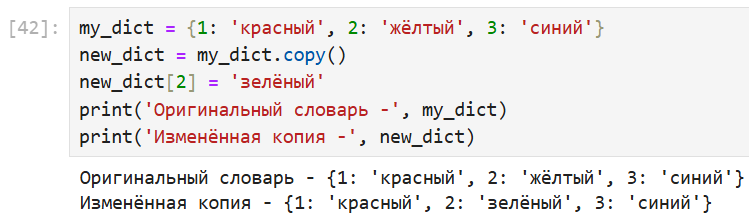 [42]: my_dict = {1: 'красный', 2: 'жёлтый', 3: 'синий'}
new_dict = my_dict.copy()
new_dict[2] = 'зелёный'
print('Оригинальный словарь -', my_dict)
print('Изменённая копия -', new_dict)
Оригинальный словарь - {1: 'красный', 2: 'жёлтый', 3: 'синий'}
Изменённая копия - {1: 'красный', 2: 'зелёный', 3: 'синий'}